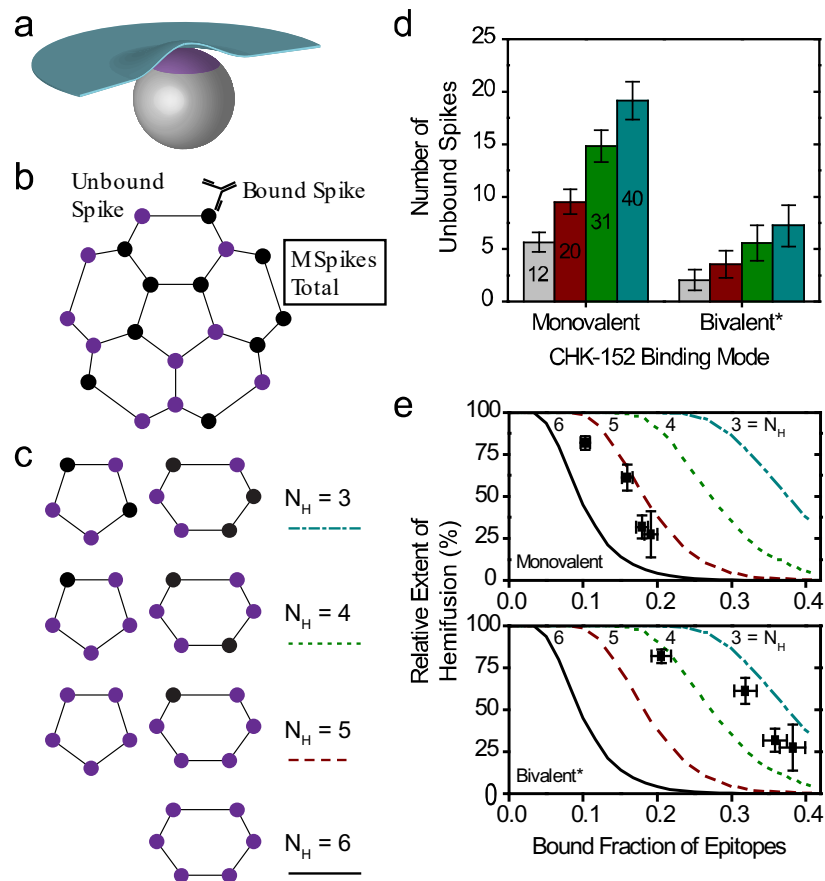 a
b
Unbound
Spike
Bound Spike
MSpikes
Total
c
N_H = 3
N_H = 4
N_H = 5
N_H = 6
d
Number of
Unbound Spikes
25
20
15
10
5
0
12
20
31
40
Monovalent
Bivalent*
CHK-152 Binding Mode
e
Relative Extent of
Hemifusion (%)
100
75
50
25
0
6
5
4
3 = N_H
Monovalent
0.0
0.1
0.2
0.3
0.4
100
75
50
25
0
6
5
4
3 = N_H
Bivalent*
0.0
0.1
0.2
0.3
0.4
Bound Fraction of Epitopes